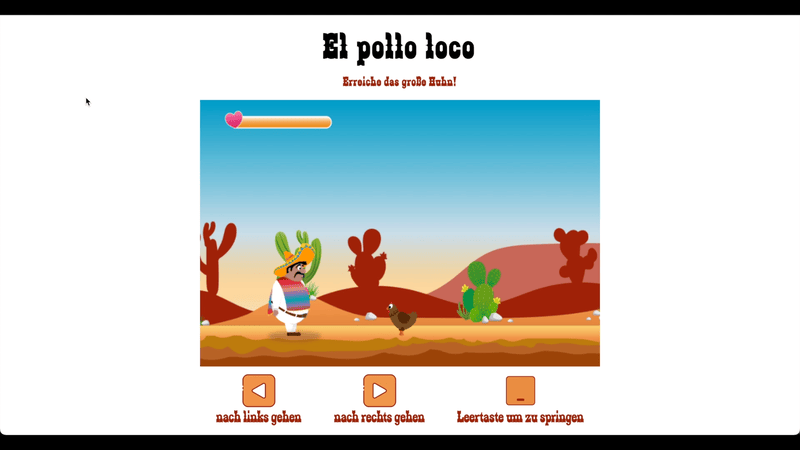 El pollo loco
Erreiche das große Huhn!
nach links gehen
nach rechts gehen
Leertaste um zu springen